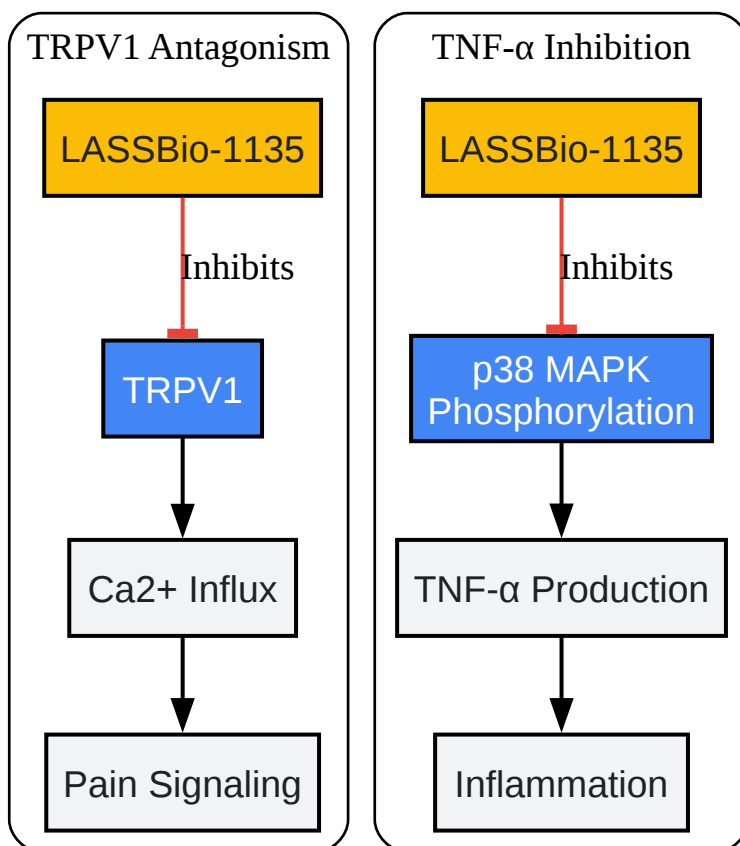 TRPV1 Antagonism
LASSBio-1135
Inhibits
TRPV1
Ca2+ Influx
Pain Signaling
TNF-α Inhibition
LASSBio-1135
Inhibits
p38 MAPK
Phosphorylation
TNF-α Production
Inflammation